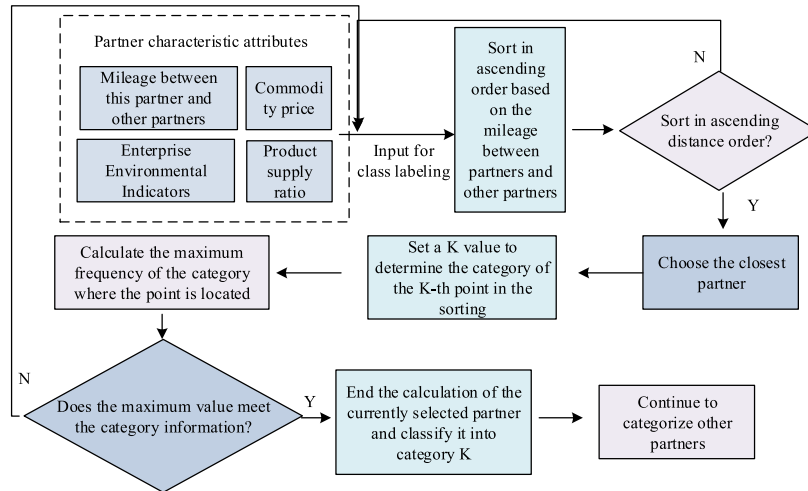 Partner characteristic attributes
Mileage between
this partner and
other partners
Commodi
ty price
Enterprise
Environmental
Indicators
Product
supply
ratio
Input for
class labeling
Sort in
ascending
order based
on the
mileage
between
partners and
other partners
N
Sort in ascending
distance order?
Y
Choose the closest
partner
Set a K value to
determine the category of
the K-th point in the
sorting
Calculate the maximum
frequency of the category
where the point is located
N
Does the maximum value meet
the category information?
Y
End the calculation of the
currently selected partner
and classify it into
category K
Continue to
categorize other
partners